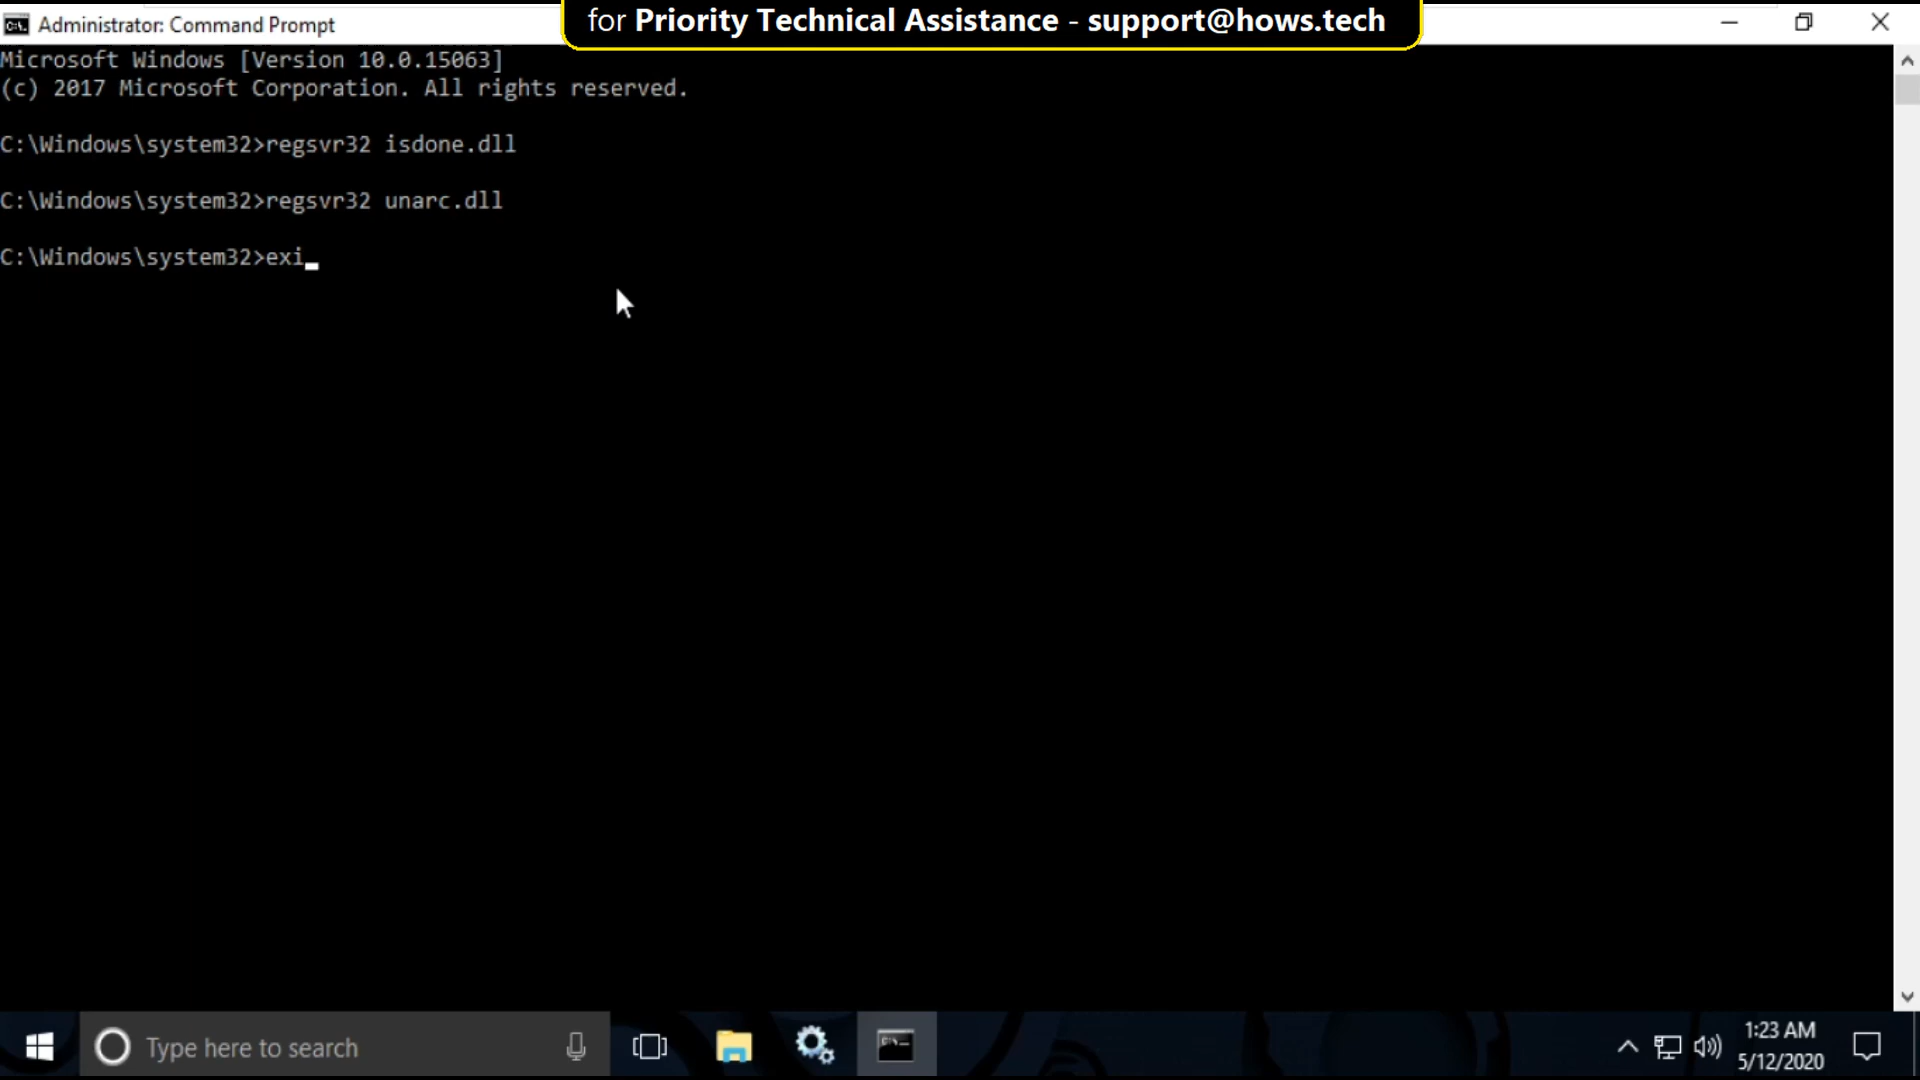 for Priority Technical Assistance - support@hows.tech
Administrator: Command Prompt
Microsoft Windows [Version 10.0.15063]
(c) 2017 Microsoft Corporation. All rights reserved.
C:\Windows\system32>regsvr32 isdone.dll
C:\Windows\system32>regsvr32 unarc.dll
C:\Windows\system32>exi
Type here to search
1:23 AM
5/12/2020